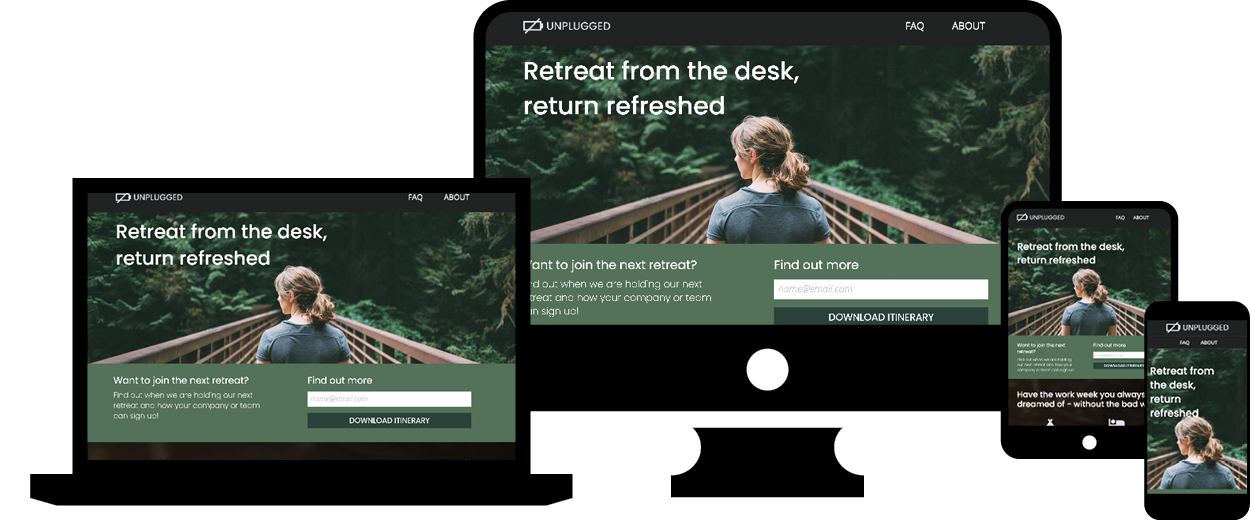 UNPLUGGED
FAQ ABOUT
Retreat from the desk,
return refreshed
ant to join the next retreat?
d out when we are holding our next
treat and how your company or team
n sign up!
Find out more
name@email.com
DOWNLOAD ITINERARY
UNPLUGGED
FAQ ABOUT
Retreat from the desk,
return refreshed
Want to join the next retreat?
Find out when we are holding our next
retreat and how your company or team
can sign up!
Find out more
name@email.com
DOWNLOAD ITINERARY
UNPLUGGED
FAQ ABOUT
Retreat from the desk,
return refreshed
Want to join the next
retreat?
Find out when we are holding
our next retreat and how your
company or team can sign up!
Find out more
DOWNLOAD ITINERARY
Have the work week you always
dreamed of - without the bad
UNPLUGGED
FAQ ABOUT
Retreat from
the desk,
return
refreshed